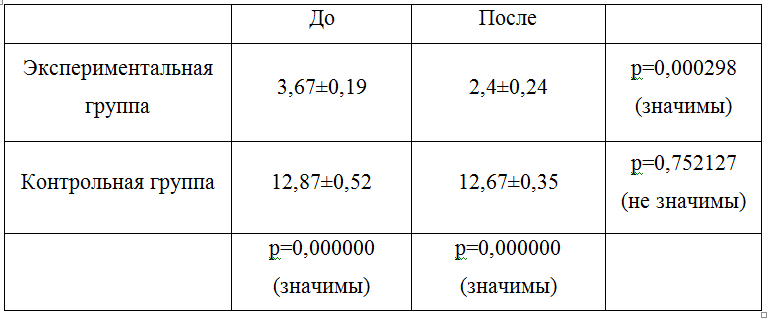 До После
Экспериментальная
группа
3,67±0,19 2,4±0,24
p=0,000298
(значимы)
Контрольная группа 12,87±0,52 12,67±0,35
p=0,752127
(не значимы)
p=0,000000 p=0,000000
(значимы) (значимы)